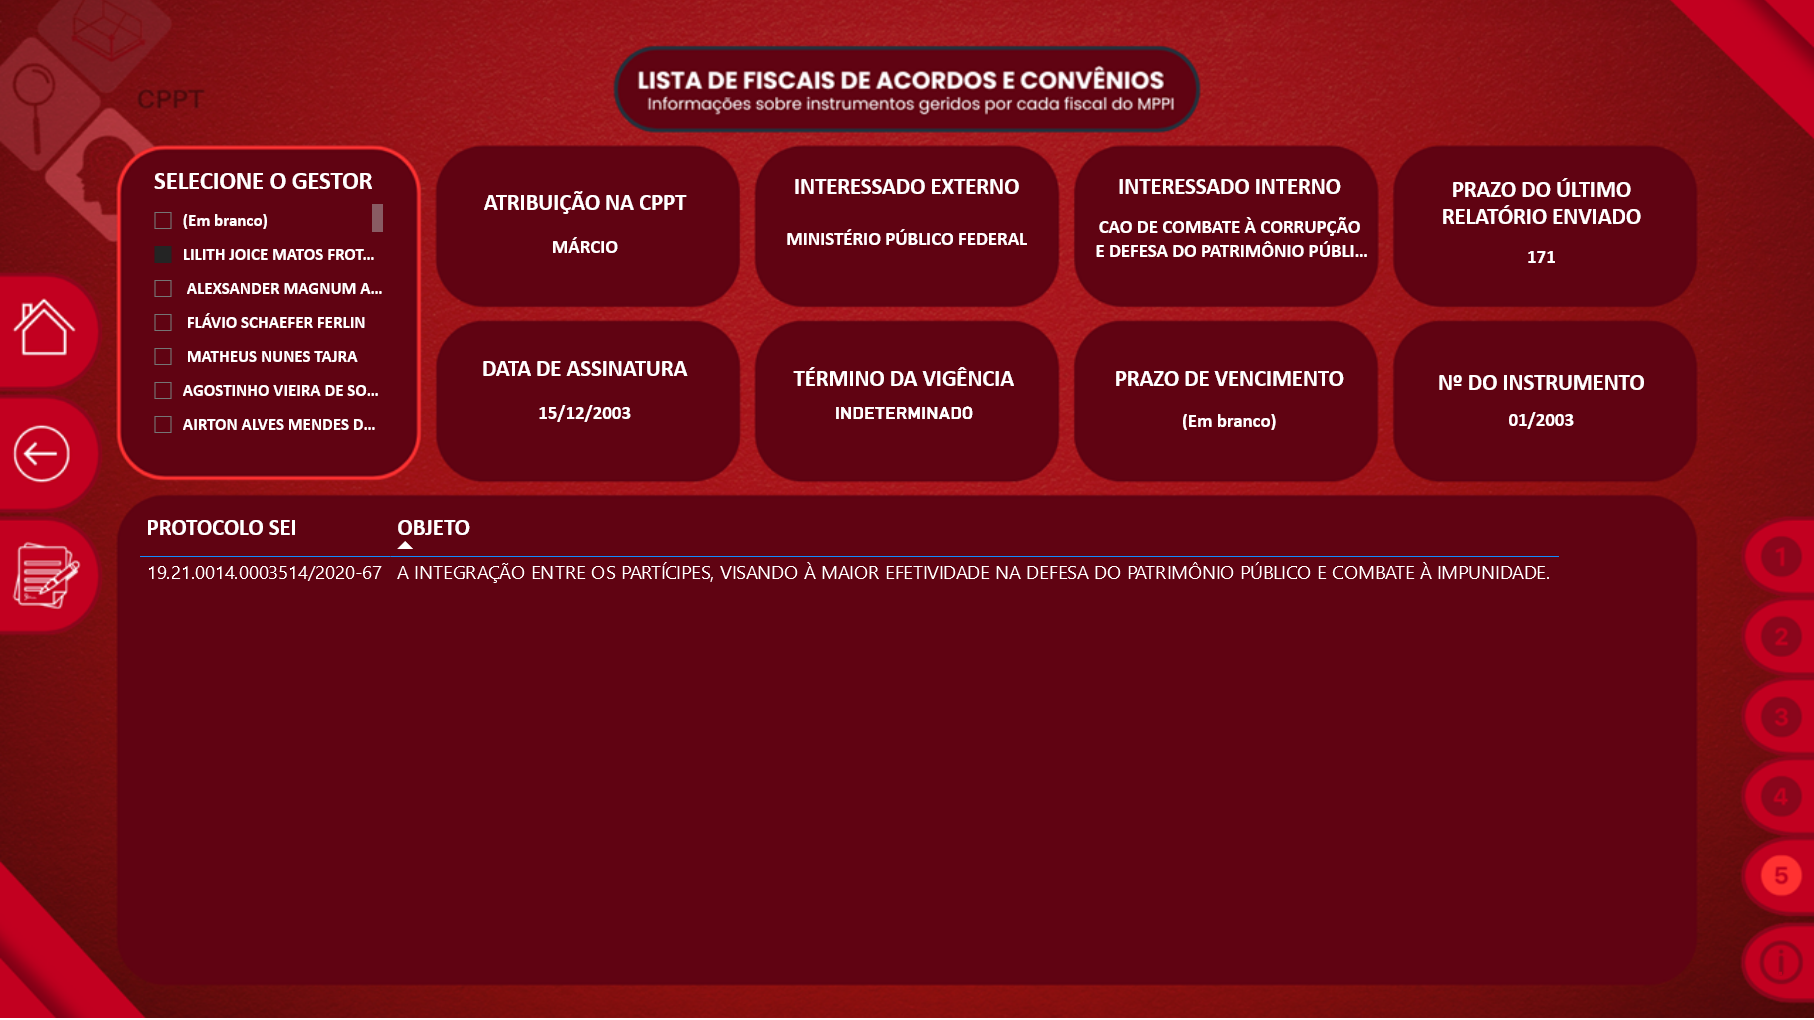 CPPT
LISTA DE FISCAIS DE ACORDOS E CONVÊNIOS
Informações sobre instrumentos geridos por cada fiscal do MPPI
SELECIONE O GESTOR
(Em branco)
LILITH JOICE MATOS FROT...
ALEXSANDER MAGNUM A...
FLÁVIO SCHAEFER FERLIN
MATHEUS NUNES TAJRA
AGOSTINHO VIEIRA DE SO...
AIRTON ALVES MENDES D...
ATRIBUIÇÃO NA CPPT
MÁRCIO
INTERESSADO EXTERNO
MINISTÉRIO PÚBLICO FEDERAL
INTERESSADO INTERNO
CAO DE COMBATE À CORRUPÇÃO
E DEFESA DO PATRIMÔNIO PÚBLI...
PRAZO DO ÚLTIMO
RELATÓRIO ENVIADO
171
DATA DE ASSINATURA
15/12/2003
TÉRMINO DA VIGÊNCIA
INDETERMINADO
PRAZO DE VENCIMENTO
(Em branco)
Nº DO INSTRUMENTO
01/2003
PROTOCOLO SEI OBJETO
19.21.0014.0003514/2020-67 A INTEGRAÇÃO ENTRE OS PARTÍCIPES, VISANDO À MAIOR EFETIVIDADE NA DEFESA DO PATRIMÔNIO PÚBLICO E COMBATE À IMPUNIDADE.
1
2
3
4
5
i